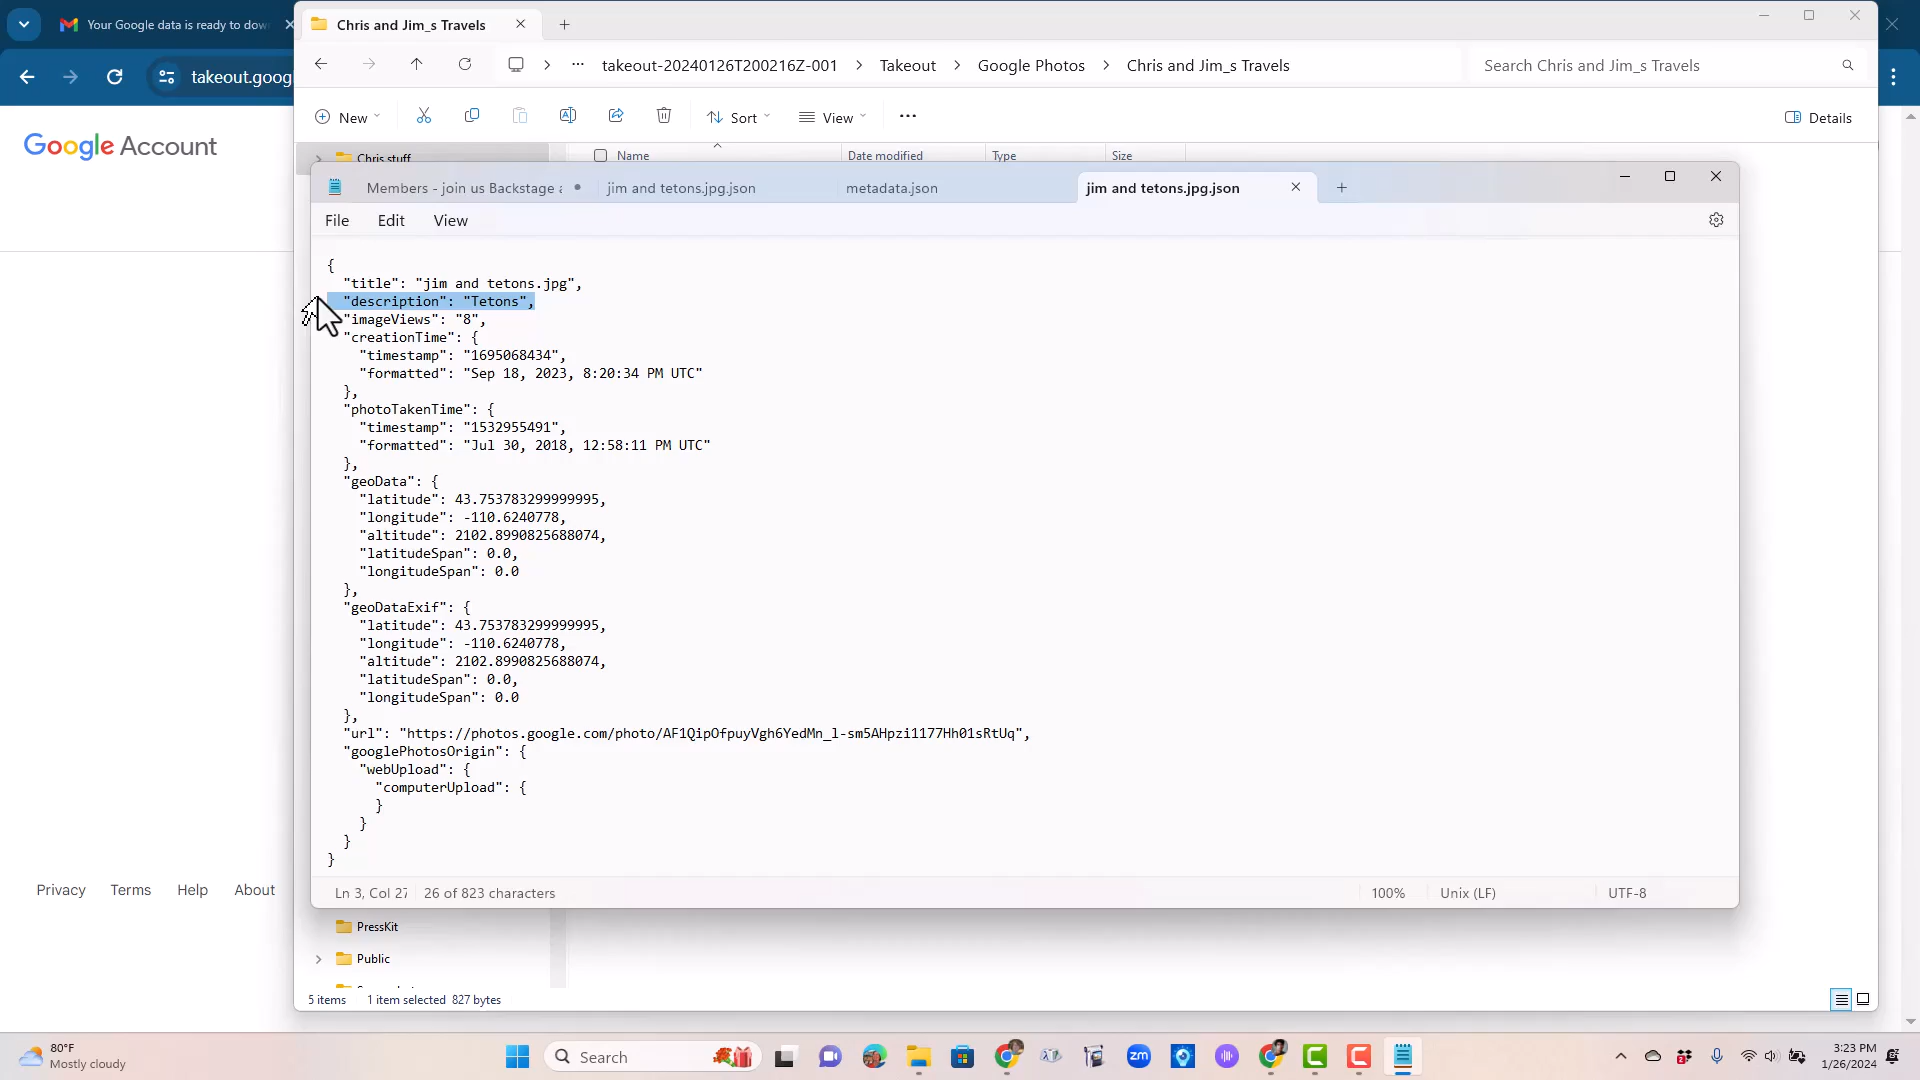 Your Google data is ready to dow
takeout.goog
Chris and Jim_s Travels
takeout-20240126T200216Z-001 > Takeout > Google Photos > Chris and Jim_s Travels
Search Chris and Jim_s Travels
New
Sort
View
Details
Google Account
Chris stuff
Name
Date modified
Type
Size
Members - join us Backstage a
jim and tetons.jpg.json
metadata.json
jim and tetons.jpg.json
File
Edit
View
{
"title": "jim and tetons.jpg",
"description": "Tetons",
"imageViews": "8",
"creationTime": {
"timestamp": "1695068434",
"formatted": "Sep 18, 2023, 8:20:34 PM UTC"
},
"photoTakenTime": {
"timestamp": "1532955491",
"formatted": "Jul 30, 2018, 12:58:11 PM UTC"
},
"geoData": {
"latitude": 43.753783299999995,
"longitude": -110.6240778,
"altitude": 2102.8990825688074,
"latitudeSpan": 0.0,
"longitudeSpan": 0.0
},
"geoDataExif": {
"latitude": 43.753783299999995,
"longitude": -110.6240778,
"altitude": 2102.8990825688074,
"latitudeSpan": 0.0,
"longitudeSpan": 0.0
},
"url": "https://photos.google.com/photo/AF1QipOfpuyVgh6YedMn_l-sm5AHpzi1177Hh01sRtUq",
"googlePhotosOrigin": {
"webUpload": {
"computerUpload": {
}
}
}
}
Ln 3, Col 27
26 of 823 characters
100%
Unix (LF)
UTF-8
Privacy
Terms
Help
About
PressKit
Public
5 items
1 item selected 827 bytes
80°F
Mostly cloudy
Search
zm
3:23 PM
1/26/2024